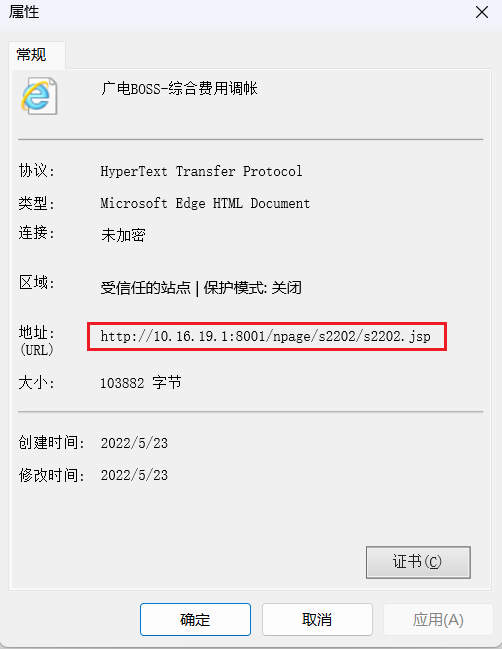 属性
常规
广电BOSS-综合费用调帐
协议: HyperText Transfer Protocol
类型: Microsoft Edge HTML Document
连接: 未加密
区域: 受信任的站点 | 保护模式: 关闭
地址: http://10.16.19.1:8001/npage/s2202/s2202.jsp
(URL)
大小: 103882 字节
创建时间: 2022/5/23
修改时间: 2022/5/23
证书(C)
确定 取消 应用(A)